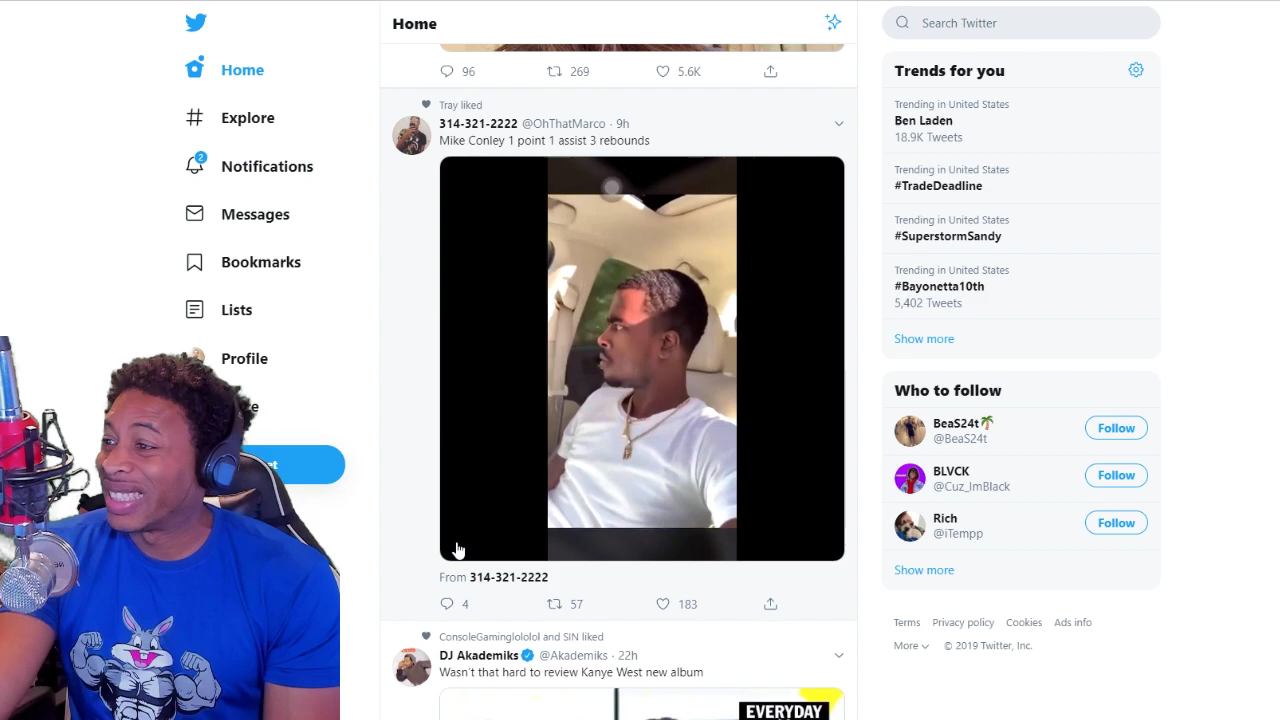 Home
Explore
Notifications
2
Messages
Bookmarks
Lists
Profile
Home
96
269
5.6K
Tray liked
314-321-2222 @OhThatMarco · 9h
Mike Conley 1 point 1 assist 3 rebounds
From 314-321-2222
4
57
183
ConsoleGaminglololol and SIN liked
DJ Akademiks @Akademiks · 22h
Wasn't that hard to review Kanye West new album
EVERYDAY
Search Twitter
Trends for you
Trending in United States
Ben Laden
18.9K Tweets
Trending in United States
#TradeDeadline
Trending in United States
#SuperstormSandy
Trending in United States
#Bayonetta10th
5,402 Tweets
Show more
Who to follow
BeaS24t🌴
@BeaS24t
Follow
BLVCK
@Cuz_ImBlack
Follow
Rich
@iTempp
Follow
Show more
Terms Privacy policy Cookies Ads info
More © 2019 Twitter, Inc.